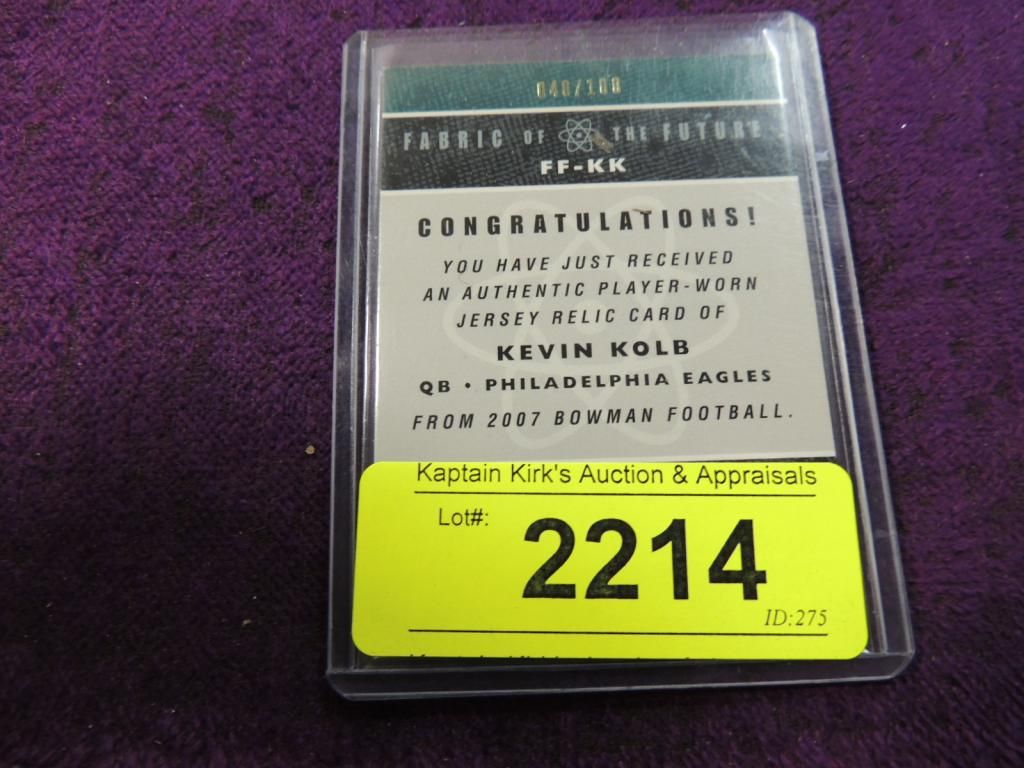 040/100
FABRIC OF THE FUTURE
FF-KK
CONGRATULATIONS!
YOU HAVE JUST RECEIVED
AN AUTHENTIC PLAYER-WORN
JERSEY RELIC CARD OF
KEVIN KOLB
QB • PHILADELPHIA EAGLES
FROM 2007 BOWMAN FOOTBALL.
Kaptain Kirk's Auction & Appraisals
Lot#:
2214
ID:275